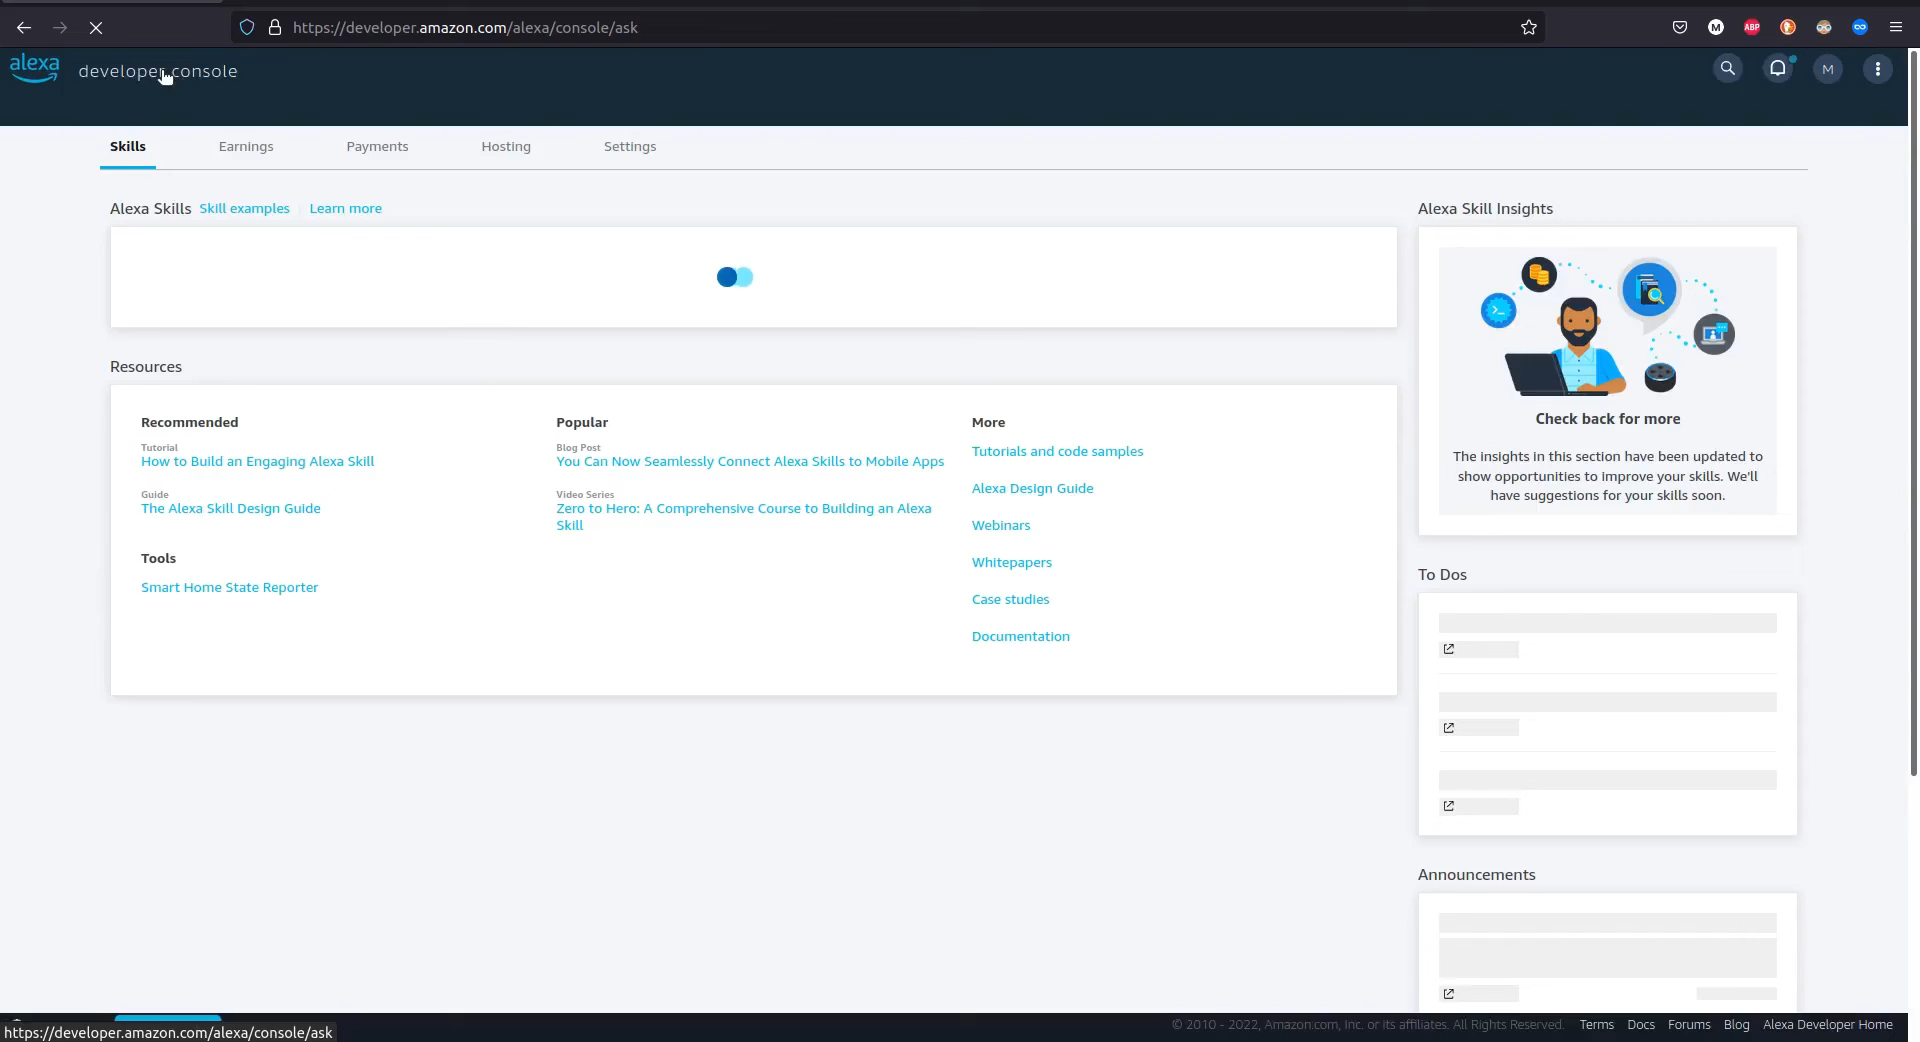 https://developer.amazon.com/alexa/console/ask
M
ABP
alexa
developer console
M
Skills
Earnings
Payments
Hosting
Settings
Alexa Skills
Skill examples
Learn more
Resources
Recommended
Tutorial
How to Build an Engaging Alexa Skill
Guide
The Alexa Skill Design Guide
Tools
Smart Home State Reporter
Popular
Blog Post
You Can Now Seamlessly Connect Alexa Skills to Mobile Apps
Video Series
Zero to Hero: A Comprehensive Course to Building an Alexa
Skill
More
Tutorials and code samples
Alexa Design Guide
Webinars
Whitepapers
Case studies
Documentation
Alexa Skill Insights
Check back for more
The insights in this section have been updated to
show opportunities to improve your skills. We'll
have suggestions for your skills soon.
To Dos
Announcements
https://developer.amazon.com/alexa/console/ask
© 2010 - 2022, Amazon.com, Inc. or its affiliates. All Rights Reserved.
Terms
Docs
Forums
Blog
Alexa Developer Home